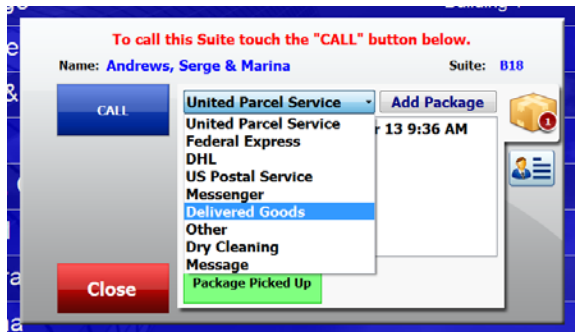 To call this Suite touch the "CALL" button below.
Name: Andrews, Serge & Marina Suite: B18
CALL
United Parcel Service Add Package
1
United Parcel Service
r 13 9:36 AM
Federal Express
DHL
US Postal Service
Messenger
Delivered Goods
Other
Dry Cleaning
Message
Close
Package Picked Up
&